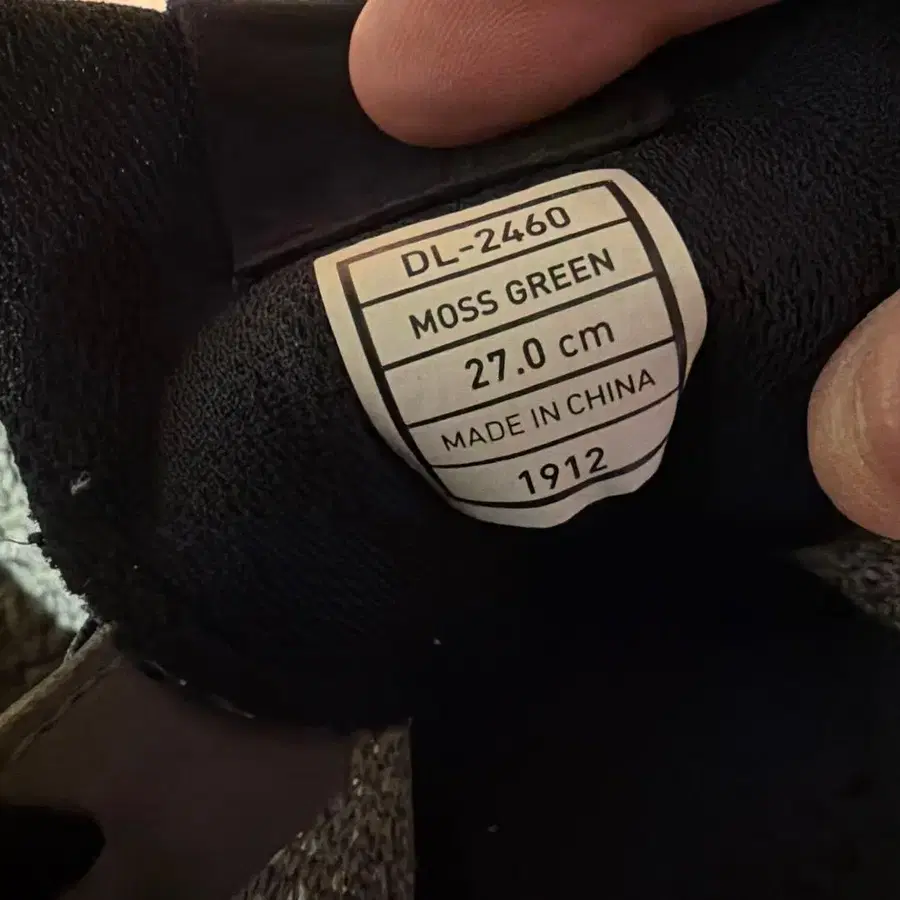 DL-2460
MOSS GREEN
27.0 cm
MADE IN CHINA
1912